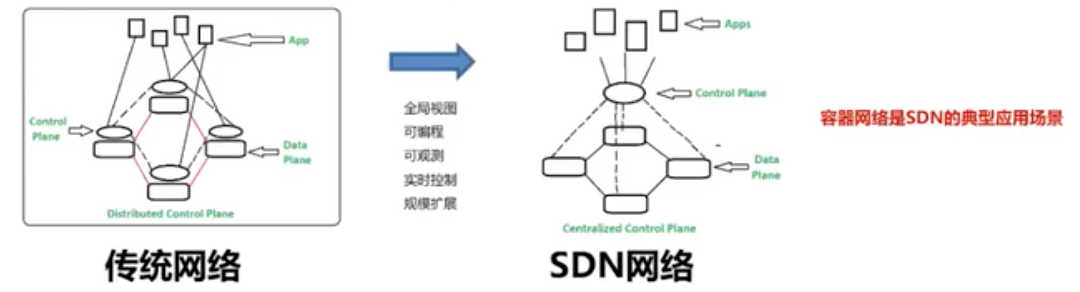 App
Control
Plane
Data
Plane
Distributed Control Plane
传统网络
全局视图
可编程
可观测
实时控制
规模扩展
Apps
Control Plane
Data
Plane
Centralized Control Plane
SDN网络
容器网络是SDN的典型应用场景